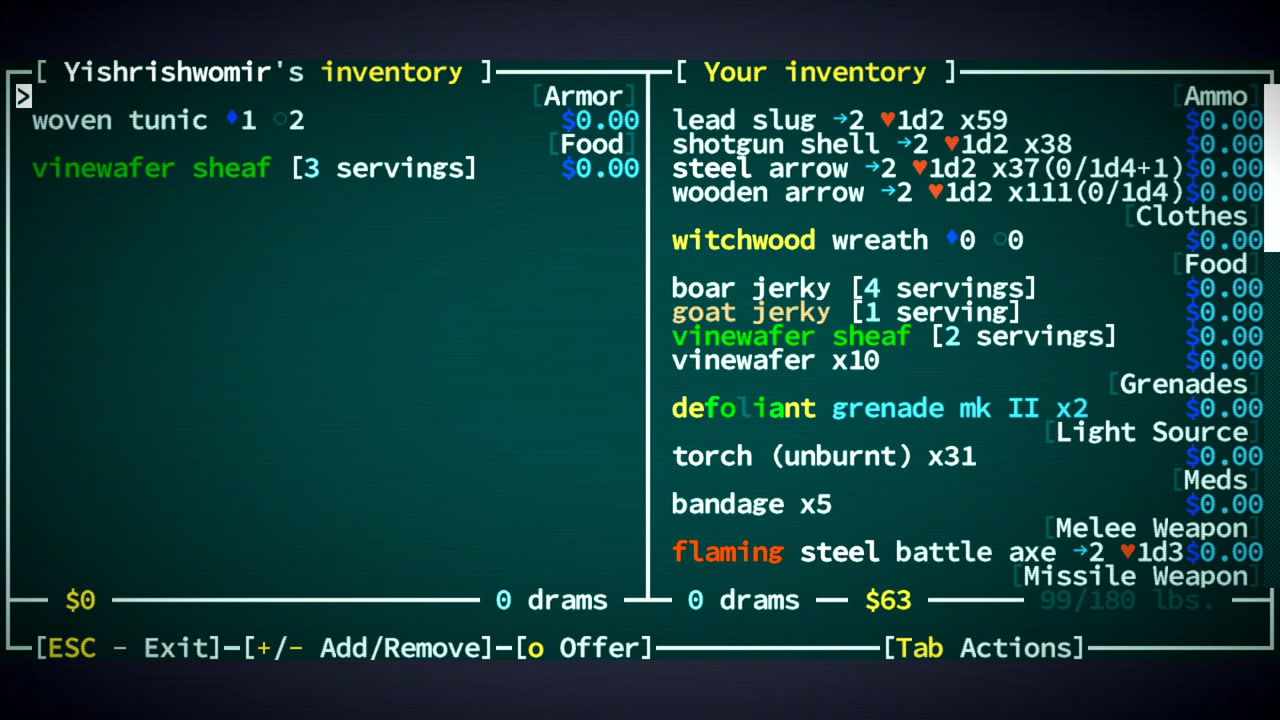 [ Yishrishwomir's inventory ]
>
[Armor]
woven tunic ♦1 ○2 $0.00
[Food]
vinewafer sheaf [3 servings] $0.00
$0 0 drams
[ Your inventory ]
[Ammo]
lead slug →2 ♥1d2 x59 $0.00
shotgun shell →2 ♥1d2 x38 $0.00
steel arrow →2 ♥1d2 x37(0/1d4+1) $0.00
wooden arrow →2 ♥1d2 x111(0/1d4) $0.00
[Clothes]
witchwood wreath ♦0 ○0 $0.00
[Food]
boar jerky [4 servings] $0.00
goat jerky [1 serving] $0.00
vinewafer sheaf [2 servings] $0.00
vinewafer x10 $0.00
[Grenades]
defoliant grenade mk II x2 $0.00
[Light Source]
torch (unburnt) x31 $0.00
[Meds]
bandage x5 $0.00
[Melee Weapon]
flaming steel battle axe →2 ♥1d3 $0.00
[Missile Weapon]
0 drams $63 99/180 lbs.
[ESC - Exit] [+/- Add/Remove] [o Offer] [Tab Actions]